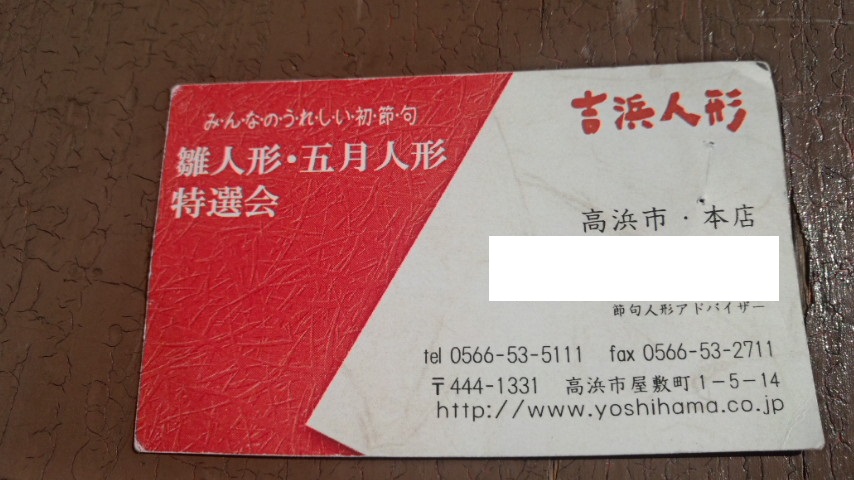 み・ん・な・の・う・れ・し・い・初・節・句
雛人形・五月人形
特選会
吉浜人形
高浜市・本店
節句人形アドバイザー
tel 0566-53-5111 fax 0566-53-2711
〒444-1331 高浜市屋敷町1-5-14
http://www.yoshihama.co.jp